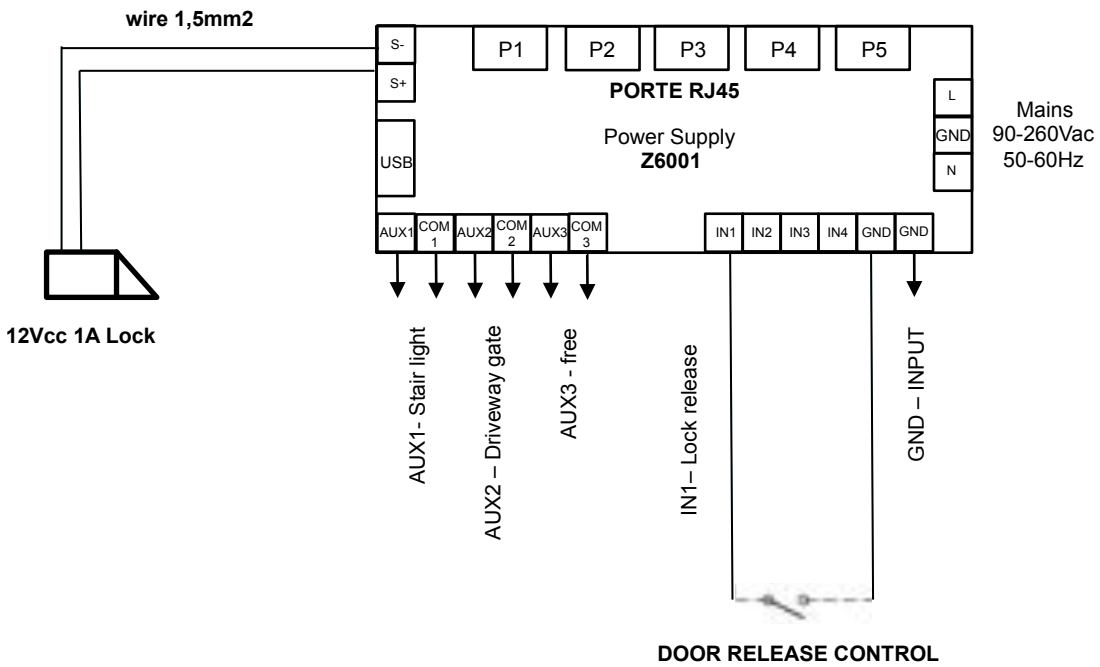 wire 1,5mm2
S-
S+
USB
P1
P2
P3
P4
P5
PORTE RJ45
Power Supply
Z6001
L
GND
N
Mains
90-260Vac
50-60Hz
AUX1
COM
1
AUX2
COM
2
AUX3
COM
3
IN1
IN2
IN3
IN4
GND
GND
12Vcc 1A Lock
AUX1- Stair light
AUX2 – Driveway gate
AUX3 - free
IN1– Lock release
GND – INPUT
DOOR RELEASE CONTROL